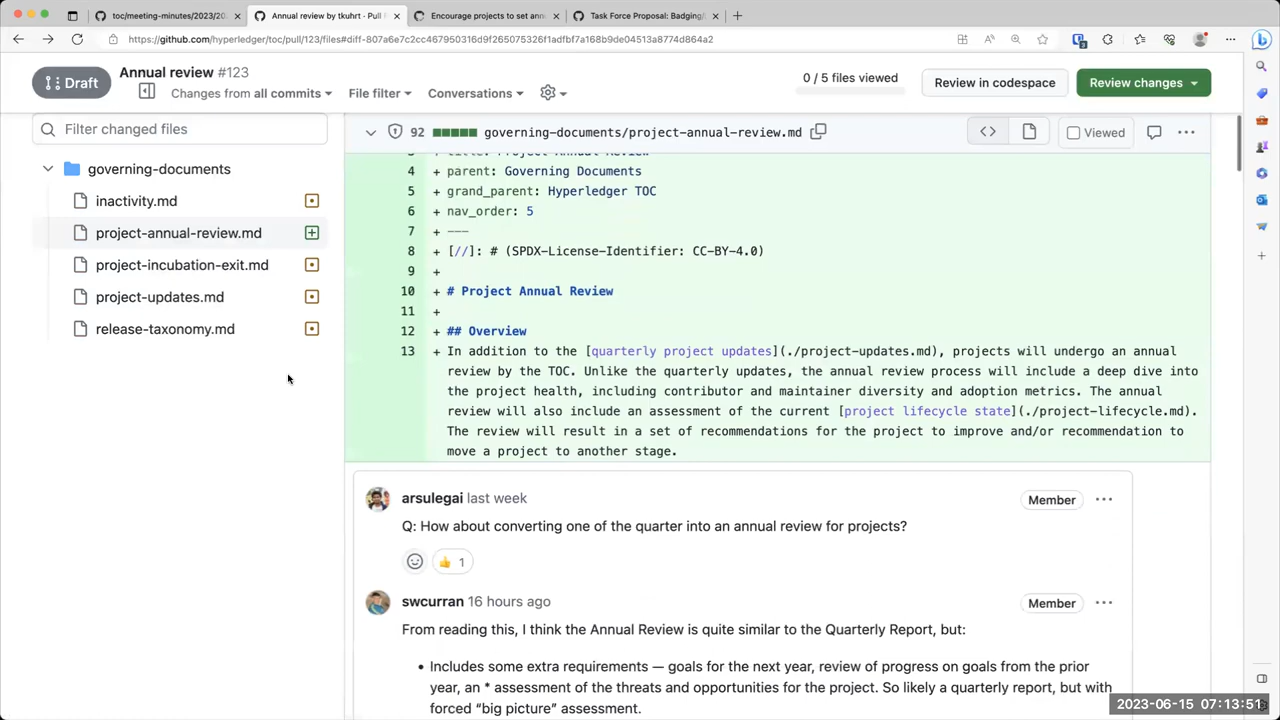 toc/meeting-minutes/2023/20
Annual review by tkuhrt · Pull
Encourage projects to set ann
Task Force Proposal: Badging/
https://github.com/hyperledger/toc/pull/123/files#diff-807a6e7c2cc467950316d9f265075326f1adfbf7a168b9de04513a8774d864a2
Draft
Annual review #123
Changes from all commits
File filter
Conversations
0 / 5 files viewed
Review in codespace
Review changes
Filter changed files
governing-documents
inactivity.md
project-annual-review.md
project-incubation-exit.md
project-updates.md
release-taxonomy.md
92
governing-documents/project-annual-review.md
Viewed
3 + title: Project Annual Review
4 + parent: Governing Documents
5 + grand_parent: Hyperledger TOC
6 + nav_order: 5
7 + ---
8 + [//]: # (SPDX-License-Identifier: CC-BY-4.0)
9 +
10 + # Project Annual Review
11 +
12 + ## Overview
13 + In addition to the [quarterly project updates](./project-updates.md), projects will undergo an annual
review by the TOC. Unlike the quarterly updates, the annual review process will include a deep dive into
the project health, including contributor and maintainer diversity and adoption metrics. The annual
review will also include an assessment of the current [project lifecycle state](./project-lifecycle.md).
The review will result in a set of recommendations for the project to improve and/or recommendation to
move a project to another stage.
arsulegai last week
Member
Q: How about converting one of the quarter into an annual review for projects?
👍 1
swcurran 16 hours ago
Member
From reading this, I think the Annual Review is quite similar to the Quarterly Report, but:
• Includes some extra requirements — goals for the next year, review of progress on goals from the prior
year, an * assessment of the threats and opportunities for the project. So likely a quarterly report, but with
forced “big picture” assessment.
2023-06-15 07:13:51